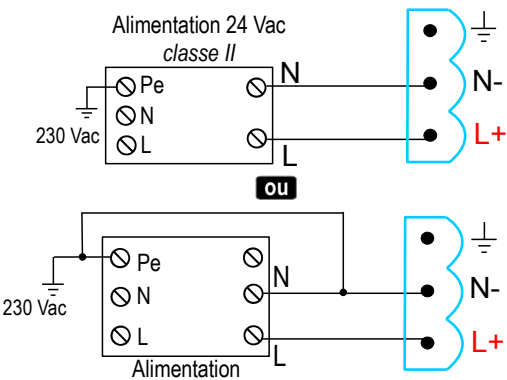 Alimentation 24 Vac
classe II
Pe
N
N
N-
230 Vac
L
L
L+
ou
Pe
N
N
N-
230 Vac
L
L
L+
Alimentation